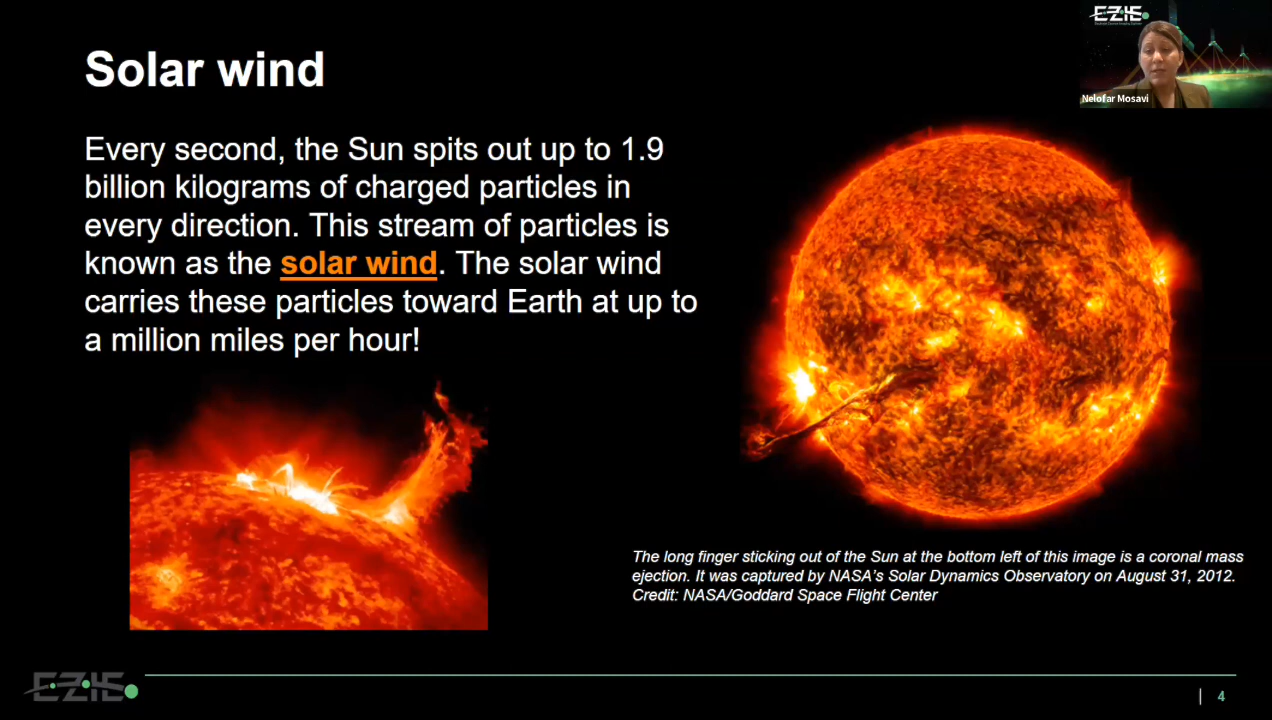 Solar wind
Every second, the Sun spits out up to 1.9
billion kilograms of charged particles in
every direction. This stream of particles is
known as the solar wind. The solar wind
carries these particles toward Earth at up to
a million miles per hour!
EZIE
Nelofar Mosavi
The long finger sticking out of the Sun at the bottom left of this image is a coronal mass
ejection. It was captured by NASA's Solar Dynamics Observatory on August 31, 2012.
Credit: NASA/Goddard Space Flight Center
EZIE
| 4